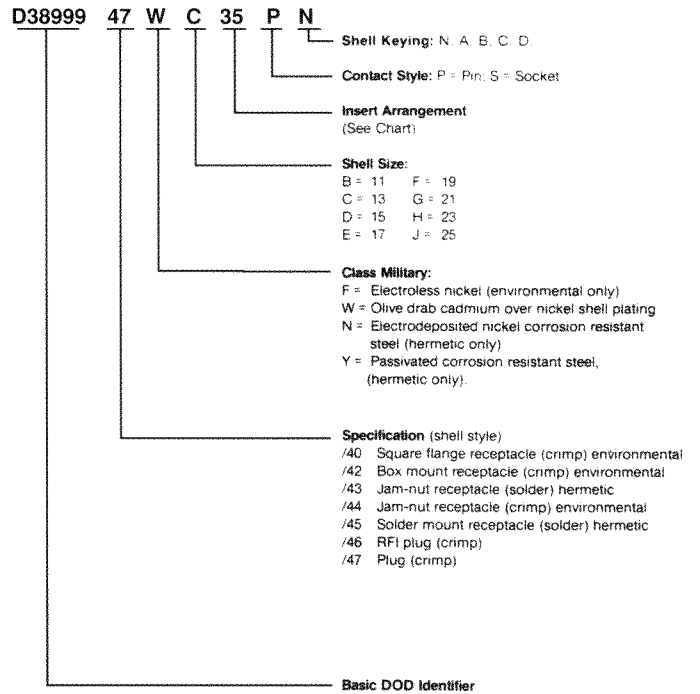 D38999 47 W C 35 P N
Shell Keying: N, A, B, C, D.
Contact Style: P = Pin; S = Socket
Insert Arrangement
(See Chart)
Shell Size:
B = 11 F = 19
C = 13 G = 21
D = 15 H = 23
E = 17 J = 25
Class Military:
F = Electroless nickel (environmental only)
W = Olive drab cadmium over nickel shell plating
N = Electrodeposited nickel corrosion resistant
steel (hermetic only)
Y = Passivated corrosion resistant steel,
(hermetic only).
Specification (shell style)
/40 Square flange receptacle (crimp) environmental
/42 Box mount receptacle (crimp) environmental
/43 Jam-nut receptacle (solder) hermetic
/44 Jam-nut receptacle (crimp) environmental
/45 Solder mount receptacle (solder) hermetic
/46 RFI plug (crimp)
/47 Plug (crimp)
Basic DOD Identifier